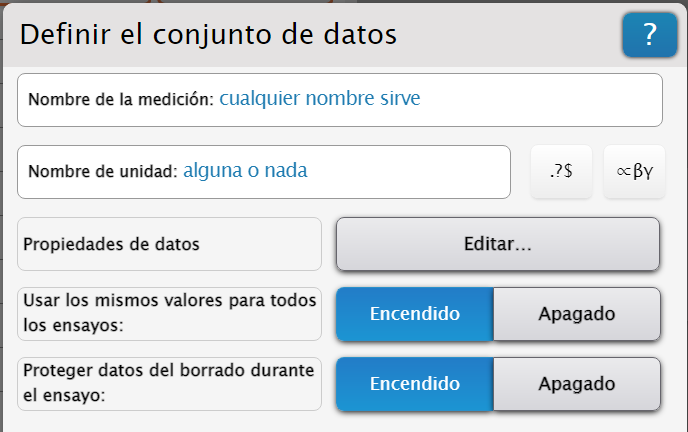 Definir el conjunto de datos
?
Nombre de la medición: cualquier nombre sirve
Nombre de unidad: alguna o nada
.?$
∝βγ
Propiedades de datos
Editar...
Usar los mismos valores para todos
los ensayos:
Encendido
Apagado
Proteger datos del borrado durante
el ensayo:
Encendido
Apagado